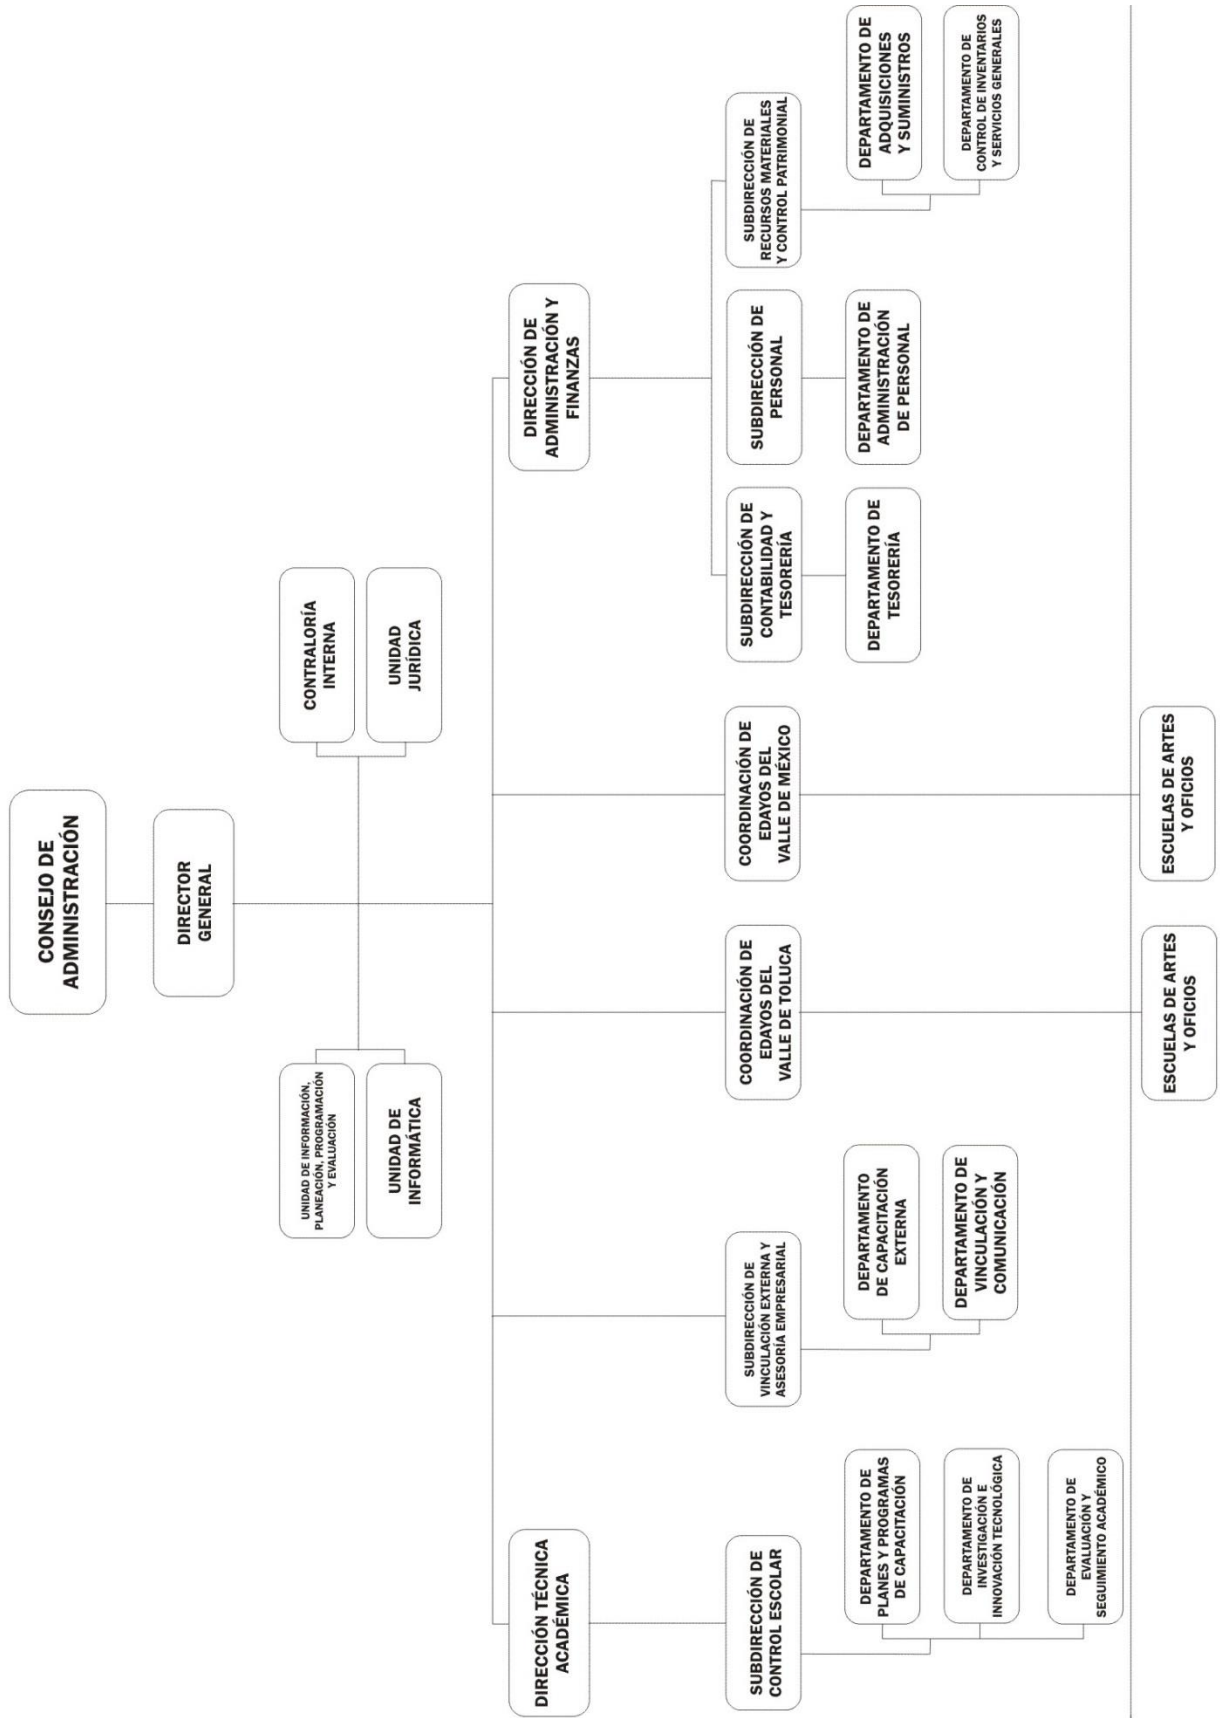 CONSEJO DE
ADMINISTRACIÓN
DIRECTOR
GENERAL
UNIDAD DE INFORMACIÓN,
PLANEACIÓN, PROGRAMACIÓN
Y EVALUACIÓN
UNIDAD DE
INFORMÁTICA
CONTRALORÍA
INTERNA
UNIDAD
JURÍDICA
DIRECCIÓN TÉCNICA
ACADÉMICA
DIRECCIÓN DE
ADMINISTRACIÓN Y
FINANZAS
SUBDIRECCIÓN DE
CONTROL ESCOLAR
SUBDIRECCIÓN DE
VINCULACIÓN EXTERNA Y
ASESORÍA EMPRESARIAL
COORDINACIÓN DE
EDAYOS DEL
VALLE DE TOLUCA
COORDINACIÓN DE
EDAYOS DEL
VALLE DE MÉXICO
SUBDIRECCIÓN DE
CONTABILIDAD Y
TESORERÍA
SUBDIRECCIÓN DE
PERSONAL
SUBDIRECCIÓN DE
RECURSOS MATERIALES
Y CONTROL PATRIMONIAL
DEPARTAMENTO DE
PLANES Y PROGRAMAS
DE CAPACITACIÓN
DEPARTAMENTO DE
INVESTIGACIÓN E
INNOVACIÓN TECNOLÓGICA
DEPARTAMENTO DE
EVALUACIÓN Y
SEGUIMIENTO ACADÉMICO
DEPARTAMENTO
DE CAPACITACIÓN
EXTERNA
DEPARTAMENTO DE
VINCULACIÓN Y
COMUNICACIÓN
DEPARTAMENTO DE
TESORERÍA
DEPARTAMENTO DE
ADMINISTRACIÓN
DE PERSONAL
DEPARTAMENTO DE
ADQUISICIONES
Y SUMINISTROS
DEPARTAMENTO DE
CONTROL DE INVENTARIOS
Y SERVICIOS GENERALES
ESCUELAS DE ARTES
Y OFICIOS
ESCUELAS DE ARTES
Y OFICIOS